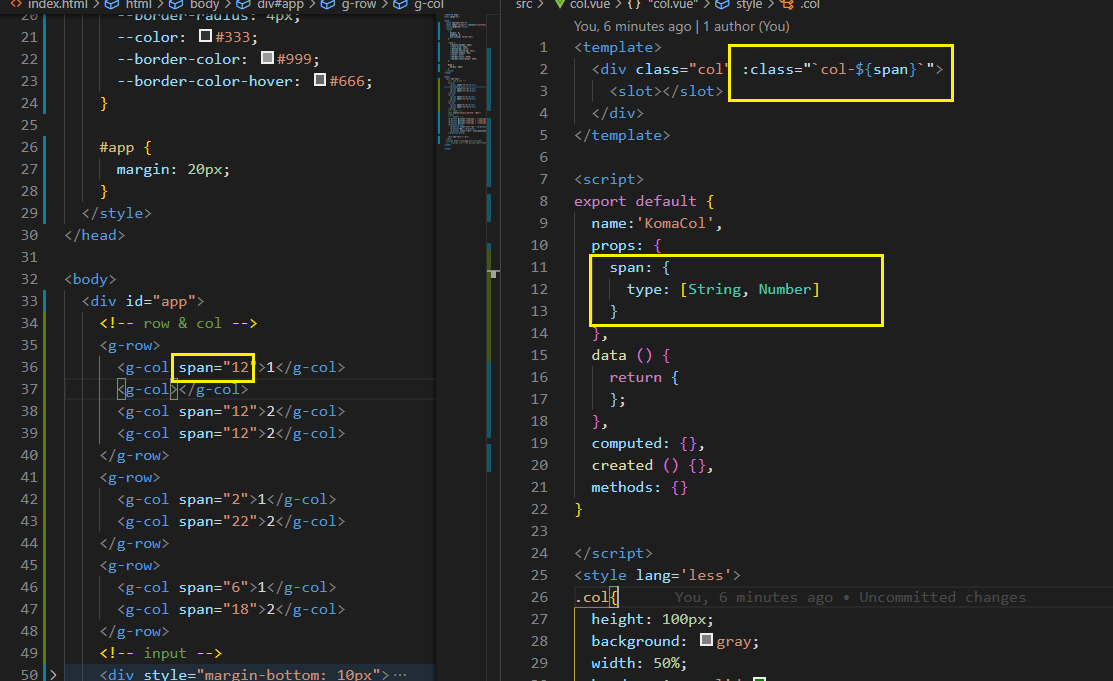 index.html > html > body > div#app > g-row > g-col
20 --border-radius: 4px;
21 --color: #333;
22 --border-color: #999;
23 --border-color-hover: #666;
24 }
25
26 #app {
27 margin: 20px;
28 }
29 </style>
30 </head>
31
32 <body>
33 <div id="app">
34 <!-- row & col -->
35 <g-row>
36 <g-col span="12">1</g-col>
37 <g-col></g-col>
38 <g-col span="12">2</g-col>
39 <g-col span="12">2</g-col>
40 </g-row>
41 <g-row>
42 <g-col span="2">1</g-col>
43 <g-col span="22">2</g-col>
44 </g-row>
45 <g-row>
46 <g-col span="6">1</g-col>
47 <g-col span="18">2</g-col>
48 </g-row>
49 <!-- input -->
50 > <div style="margin-bottom: 10px">⋯
src > col.vue > {} "col.vue" > style > .col
You, 6 minutes ago | 1 author (You)
1 <template>
2 <div class="col" :class="`col-${span}`">
3 <slot></slot>
4 </div>
5 </template>
6
7 <script>
8 export default {
9 name:'KomaCol',
10 props: {
11 span: {
12 type: [String, Number]
13 }
14 },
15 data () {
16 return {
17 };
18 },
19 computed: {},
20 created () {},
21 methods: {}
22 }
23
24 </script>
25 <style lang='less'>
26 .col{ You, 6 minutes ago • Uncommitted changes
27 height: 100px;
28 background: gray;
29 width: 50%;